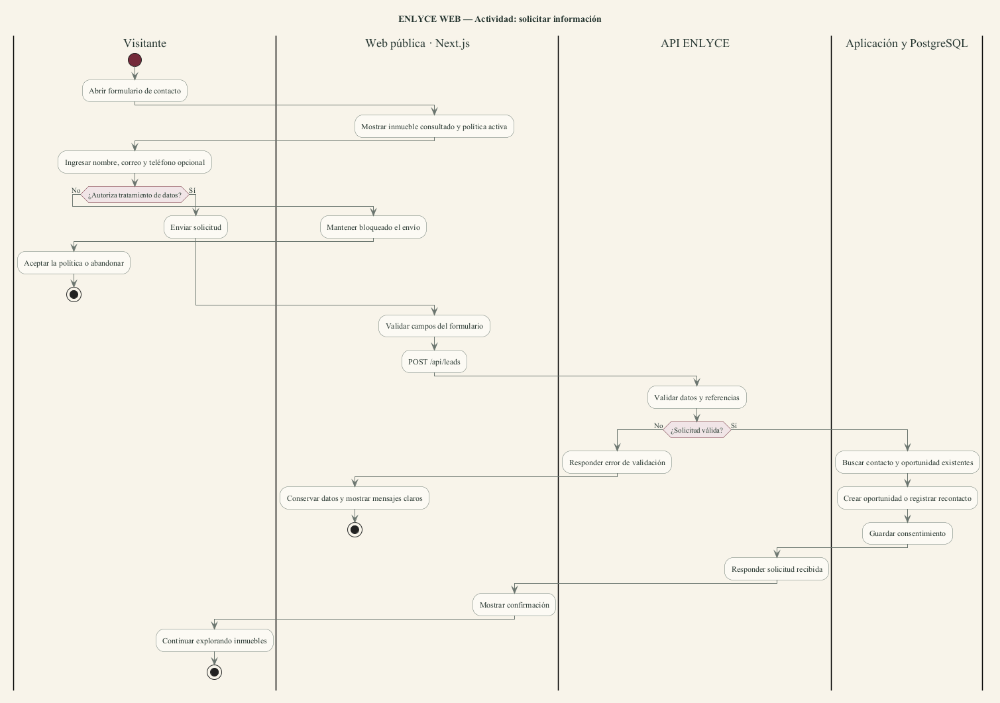 ENLYCE WEB — Actividad: solicitar información
Visitante
Web pública · Next.js
API ENLYCE
Aplicación y PostgreSQL
Abrir formulario de contacto
Mostrar inmueble consultado y política activa
Ingresar nombre, correo y teléfono opcional
No
¿Autoriza tratamiento de datos?
Sí
Enviar solicitud
Mantener bloqueado el envío
Aceptar la política o abandonar
Validar campos del formulario
POST /api/leads
Validar datos y referencias
No
¿Solicitud válida?
Sí
Responder error de validación
Buscar contacto y oportunidad existentes
Conservar datos y mostrar mensajes claros
Crear oportunidad o registrar recontacto
Guardar consentimiento
Responder solicitud recibida
Mostrar confirmación
Continuar explorando inmuebles